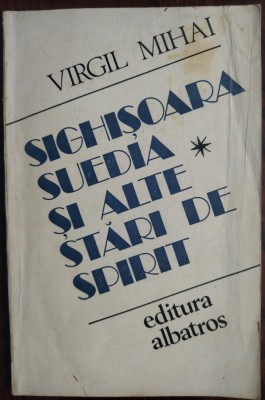 VIRGIL MIHAI
SIGHIȘOARA
SUEDIA
ȘI ALTE *
STĂRI DE
SPIRIT
editura
albatros